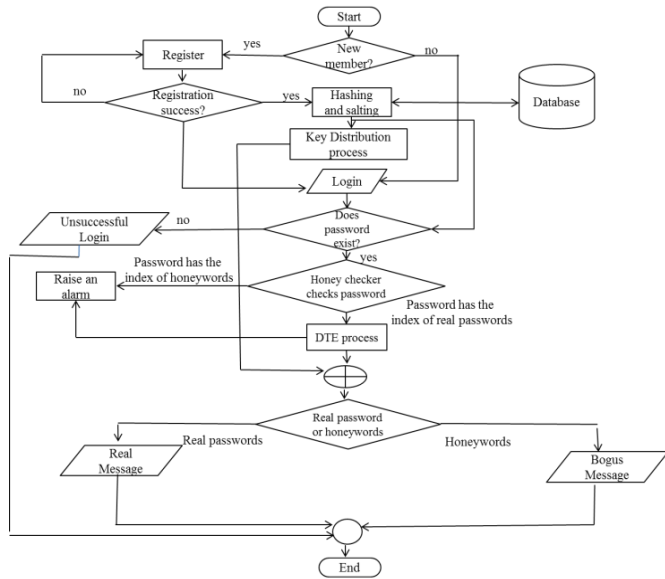 Start
New
member?
yes
no
Register
Registration
success?
no
yes
Hashing
and salting
Database
Key Distribution
process
Login
Does
password
exist?
no
Unsuccessful
Login
yes
Password has the
index of honeywords
Honey checker
checks password
Raise an
alarm
Password has the
index of real passwords
DTE process
Real password
or honeywords
Real passwords
Honeywords
Real
Message
Bogus
Message
End